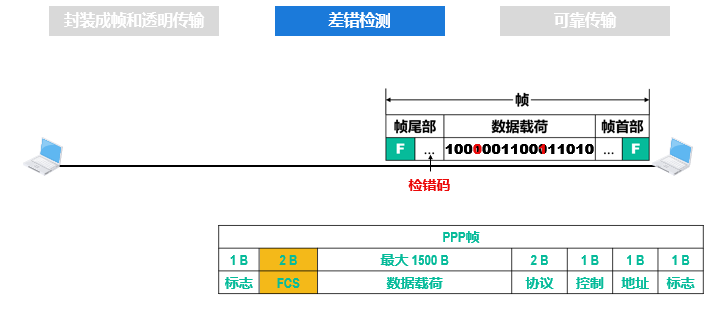 封装成帧和透明传输 差错检测 可靠传输
帧
帧尾部 数据载荷 帧首部
F ... ... F
检错码
PPP帧
1 B 2 B 最大 1500 B 2 B 1 B 1 B 1 B
标志 FCS 数据载荷 协议 控制 地址 标志